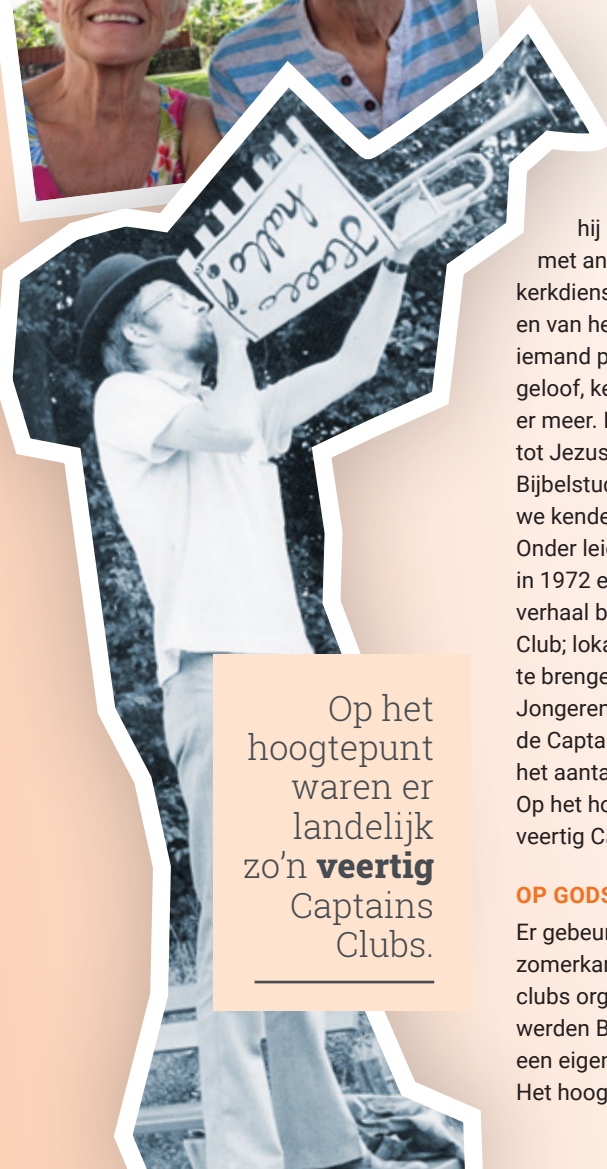 Hallo
hallo!
Op het
hoogtepunt
waren er
landelijk
zo’n veertig
Captains
Clubs.
hij
met an
kerkdiens
en van he
iemand p
geloof, ke
er meer.
tot Jezus
Bijbelstud
we kende
Onder leid
in 1972 e
verhaal b
Club; loka
te brenge
Jongeren
de Capta
het aanta
Op het ho
veertig Ca
OP GODS
Er gebeur
zomerkar
clubs org
werden B
een eigen
Het hoog